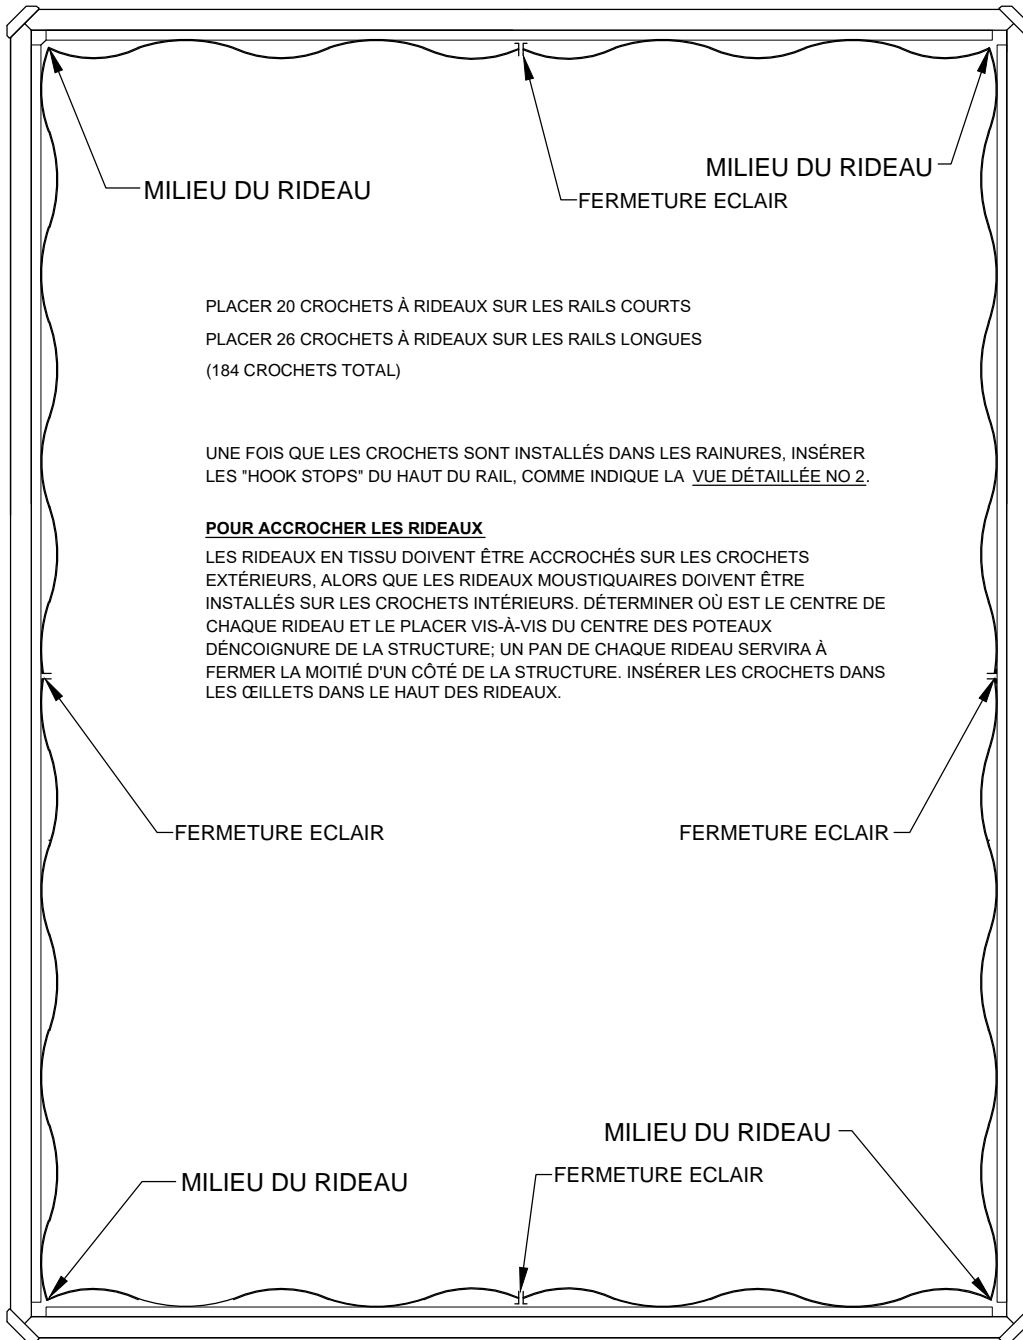 MILIEU DU RIDEAU
MILIEU DU RIDEAU
FERMETURE ECLAIR
PLACER 20 CROCHETS À RIDEAUX SUR LES RAILS COURTS
PLACER 26 CROCHETS À RIDEAUX SUR LES RAILS LONGUES
(184 CROCHETS TOTAL)
UNE FOIS QUE LES CROCHETS SONT INSTALLÉS DANS LES RAINURES, INSÉRER
LES "HOOK STOPS" DU HAUT DU RAIL, COMME INDIQUE LA VUE DÉTAILLÉE NO 2.
POUR ACCROCHER LES RIDEAUX
LES RIDEAUX EN TISSU DOIVENT ÊTRE ACCROCHÉS SUR LES CROCHETS
EXTÉRIEURS, ALORS QUE LES RIDEAUX MOUSTIQUAIRES DOIVENT ÊTRE
INSTALLÉS SUR LES CROCHETS INTÉRIEURS. DÉTERMINER OÙ EST LE CENTRE DE
CHAQUE RIDEAU ET LE PLACER VIS-À-VIS DU CENTRE DES POTEAUX
DÉNCOIGNURE DE LA STRUCTURE; UN PAN DE CHAQUE RIDEAU SERVIRA À
FERMER LA MOITIÉ D'UN CÔTÉ DE LA STRUCTURE. INSÉRER LES CROCHETS DANS
LES ŒILLETS DANS LE HAUT DES RIDEAUX.
FERMETURE ECLAIR
FERMETURE ECLAIR
MILIEU DU RIDEAU
FERMETURE ECLAIR
MILIEU DU RIDEAU